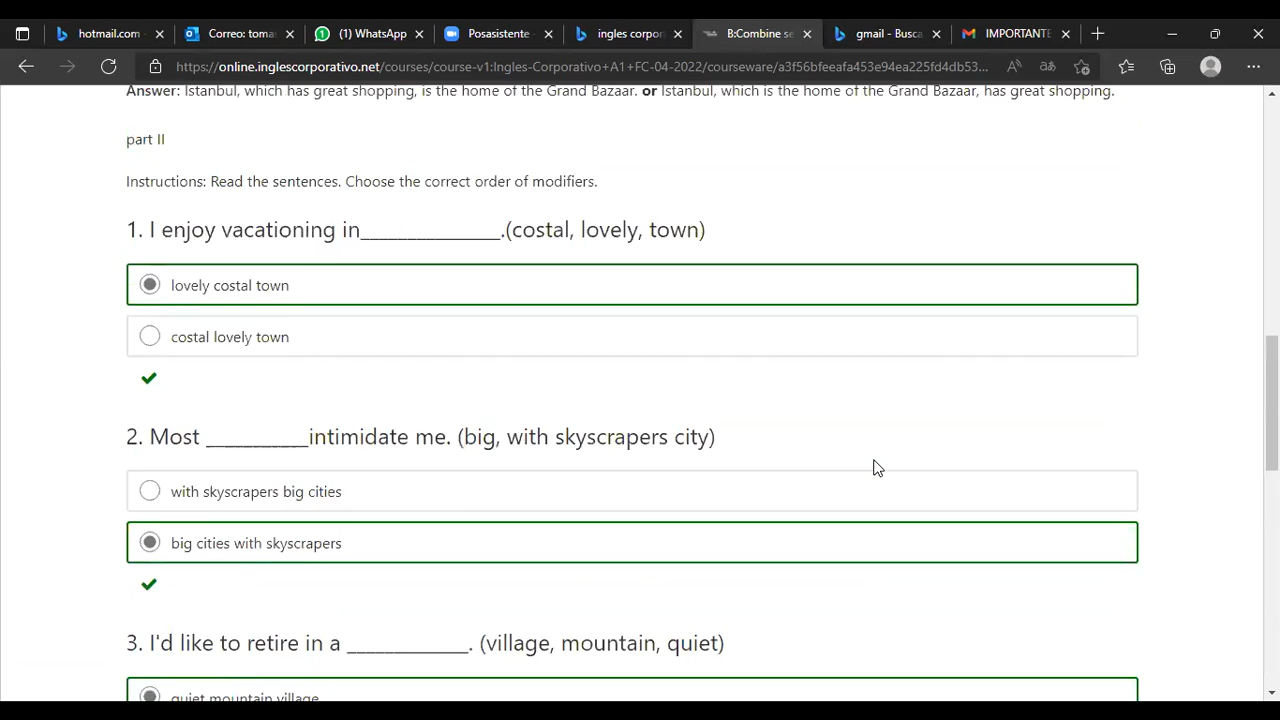 hotmail.com
Correo: toma
(1) WhatsApp
Posasistente -
ingles corpor
B:Combine se
gmail - Busca
IMPORTANTE
https://online.inglescorporativo.net/courses/course-v1:Ingles-Corporativo+A1+FC-04-2022/courseware/a3f56bfeeafa453e94ea225fd4db53...
Answer: Istanbul, which has great shopping, is the home of the Grand Bazaar. or Istanbul, which is the home of the Grand Bazaar, has great shopping.
part II
Instructions: Read the sentences. Choose the correct order of modifiers.
1. I enjoy vacationing in______________.(costal, lovely, town)
lovely costal town
costal lovely town
2. Most __________intimidate me. (big, with skyscrapers city)
with skyscrapers big cities
big cities with skyscrapers
3. I'd like to retire in a ____________. (village, mountain, quiet)
quiet mountain village